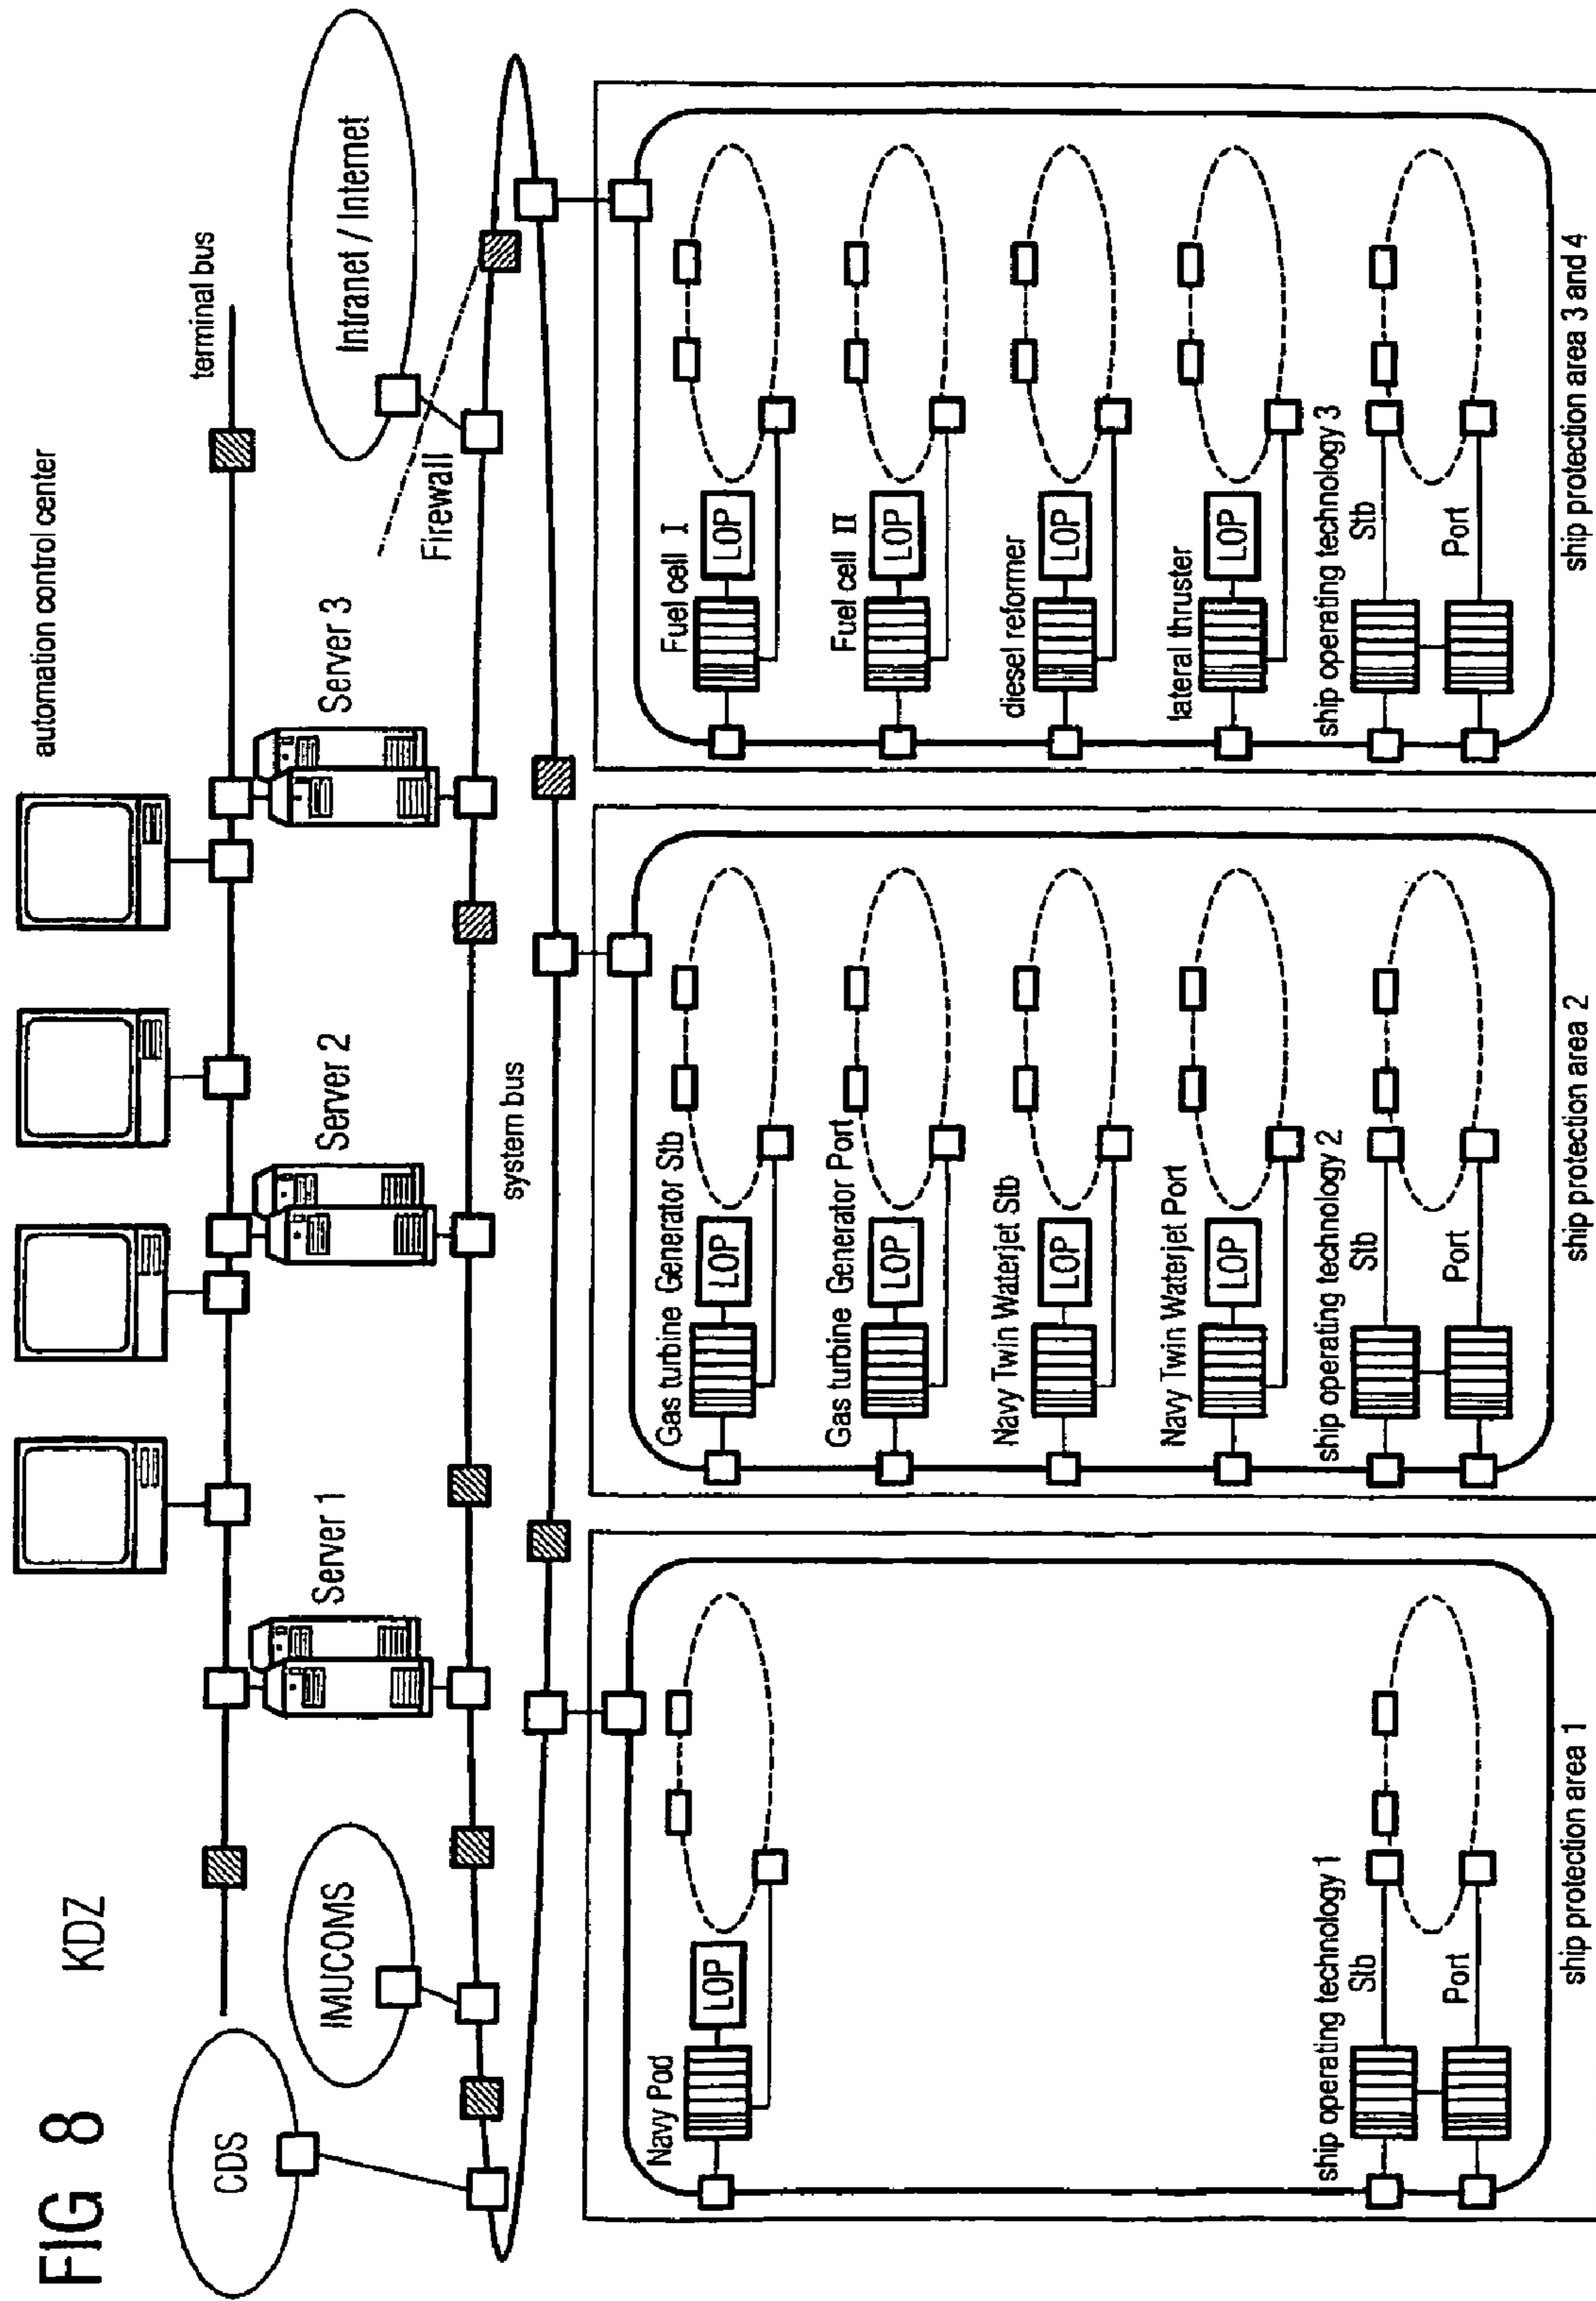 FIG 8
KDZ
automation control center
terminal bus
CDS
IMUCOMS
Server 1
Server 2
Server 3
Intranet / Internet
Firewall
system bus
Navy Pod
LOP
ship operating technology 1
Stb
Port
ship protection area 1
Gas turbine Generator Stb
LOP
Gas turbine Generator Port
LOP
Navy Twin Waterjet Stb
LOP
Navy Twin Waterjet Port
LOP
ship operating technology 2
Stb
Port
ship protection area 2
Fuel cell I
LOP
Fuel cell II
LOP
diesel reformer
LOP
lateral thruster
LOP
ship operating technology 3
Stb
Port
ship protection area 3 and 4